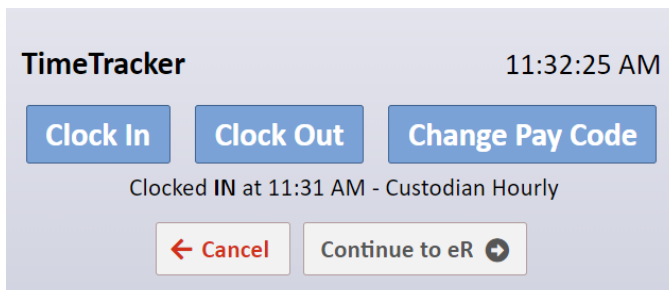 TimeTracker 11:32:25 AM
Clock In Clock Out Change Pay Code
Clocked IN at 11:31 AM - Custodian Hourly
Cancel Continue to eR